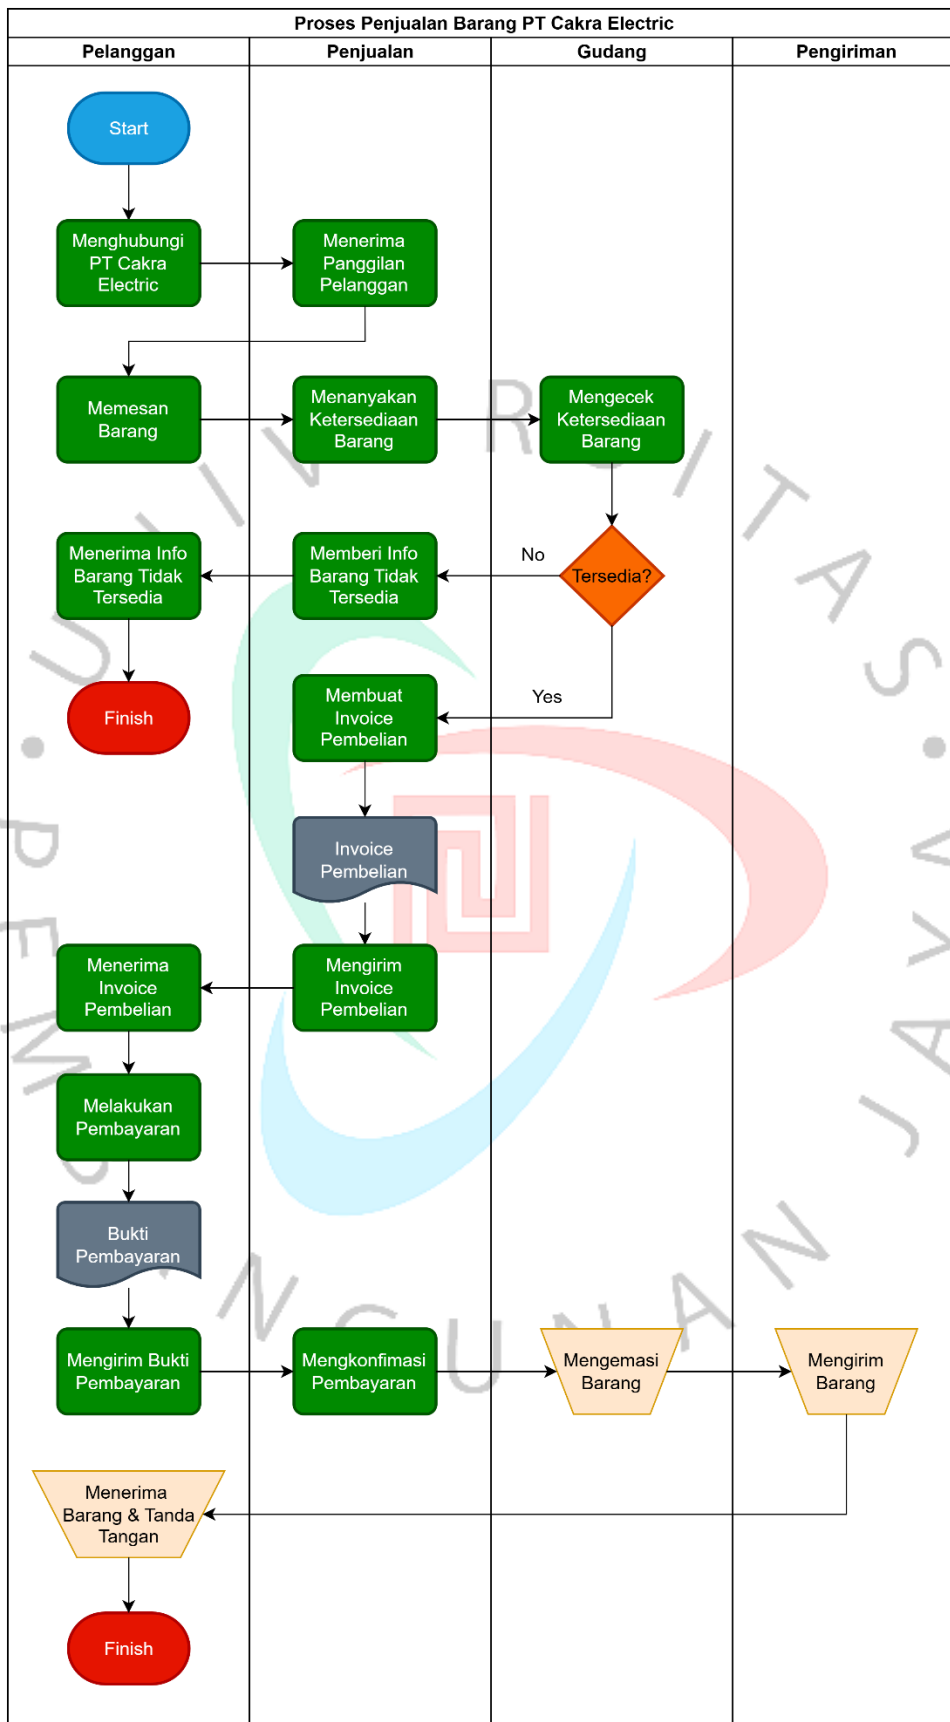 Proses Penjualan Barang PT Cakra Electric
Pelanggan
Penjualan
Gudang
Pengiriman
Start
Menghubungi
PT Cakra
Electric
Menerima
Panggilan
Pelanggan
Memesan
Barang
Menanyakan
Ketersediaan
Barang
Mengecek
Ketersediaan
Barang
Tersedia?
No
Memberi Info
Barang Tidak
Tersedia
Menerima Info
Barang Tidak
Tersedia
Finish
Yes
Membuat
Invoice
Pembelian
Invoice
Pembelian
Mengirim
Invoice
Pembelian
Menerima
Invoice
Pembelian
Melakukan
Pembayaran
Bukti
Pembayaran
Mengirim Bukti
Pembayaran
Mengkonfimasi
Pembayaran
Mengemasi
Barang
Mengirim
Barang
Menerima
Barang & Tanda
Tangan
Finish